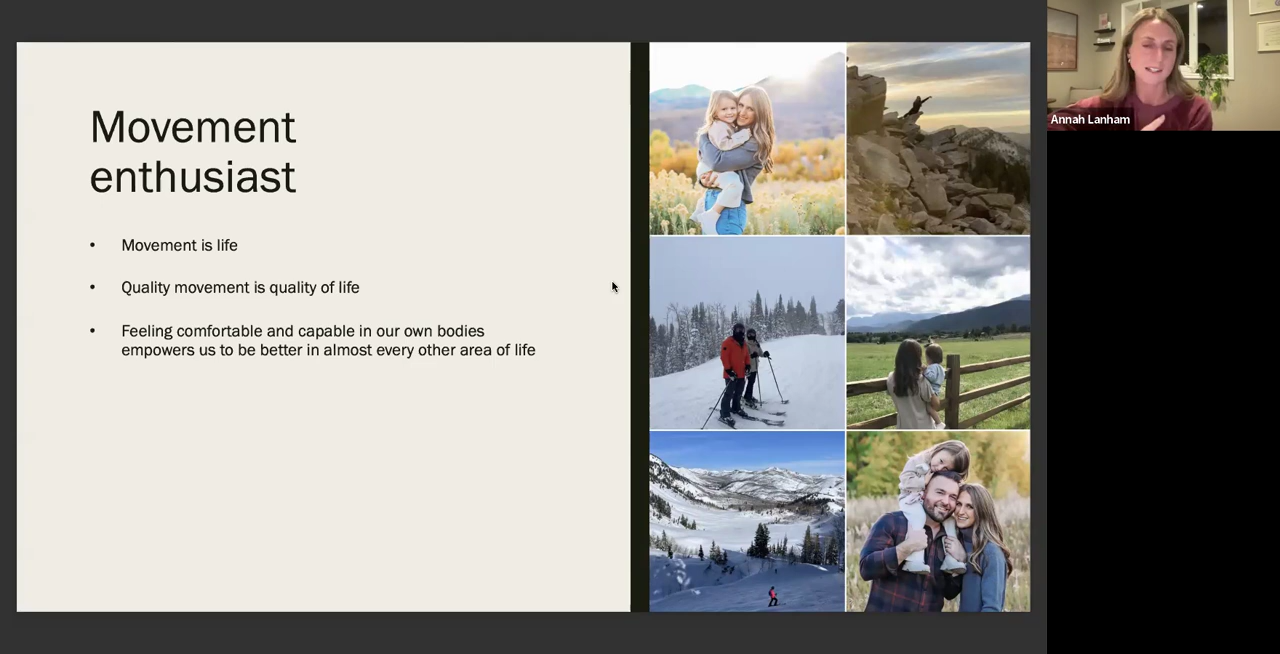 Movement
enthusiast
• Movement is life
• Quality movement is quality of life
• Feeling comfortable and capable in our own bodies
empowers us to be better in almost every other area of life
Annah Lanham